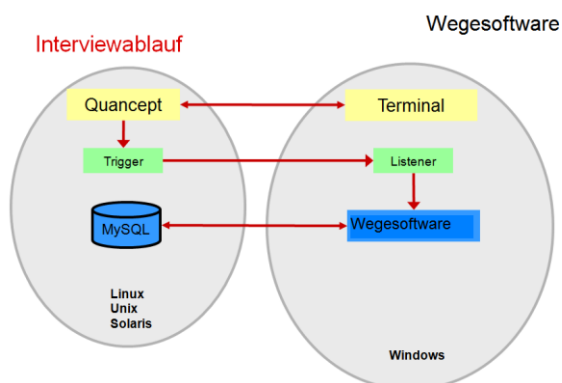 Wegesoftware
Interviewablauf
Quancept
Terminal
Trigger
Listener
MySQL
Wegesoftware
Linux
Unix
Solaris
Windows